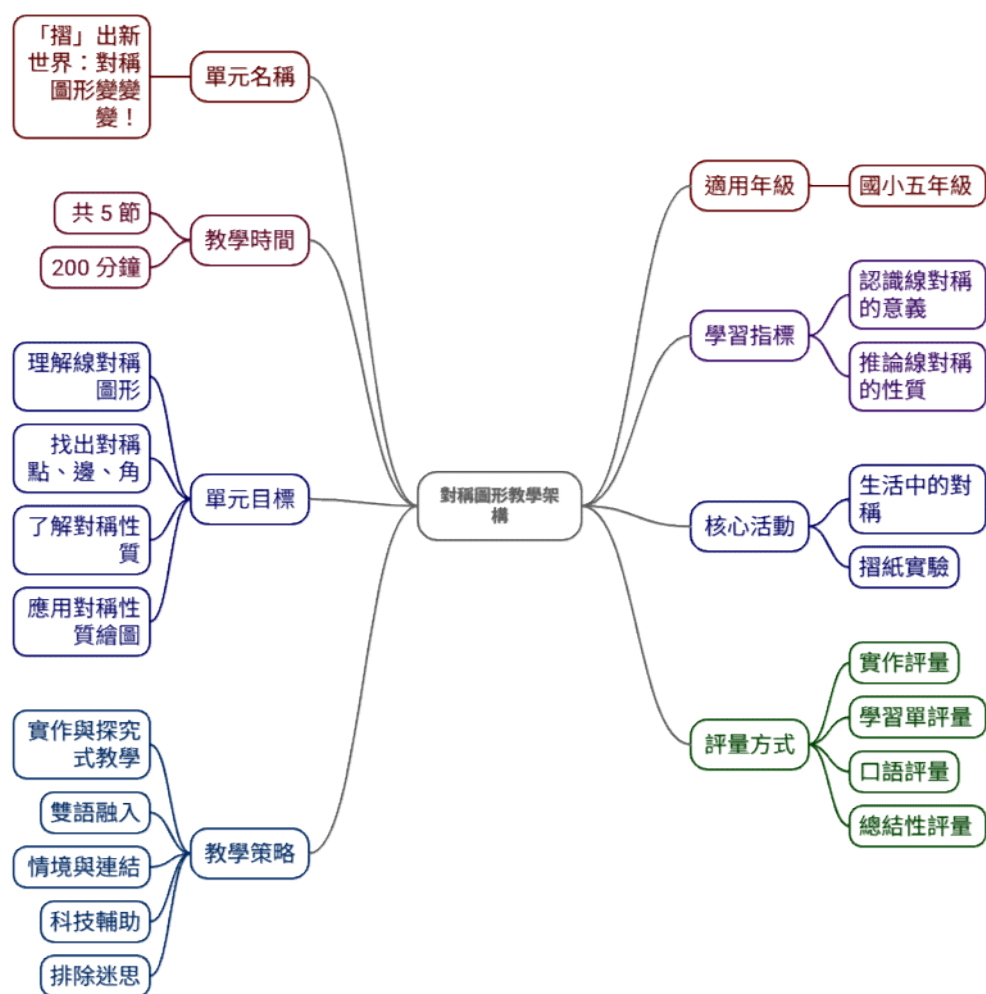 對稱圖形教學架
構
單元名稱
「摺」出新
世界：對稱
圖形變變
變！
教學時間
共 5 節
200 分鐘
單元目標
理解線對稱
圖形
找出對稱
點、邊、角
了解對稱性
質
應用對稱性
質繪圖
教學策略
實作與探究
式教學
雙語融入
情境與連結
科技輔助
排除迷思
適用年級
國小五年級
學習指標
認識線對稱
的意義
推論線對稱
的性質
核心活動
生活中的對
稱
摺紙實驗
評量方式
實作評量
學習單評量
口語評量
總結性評量